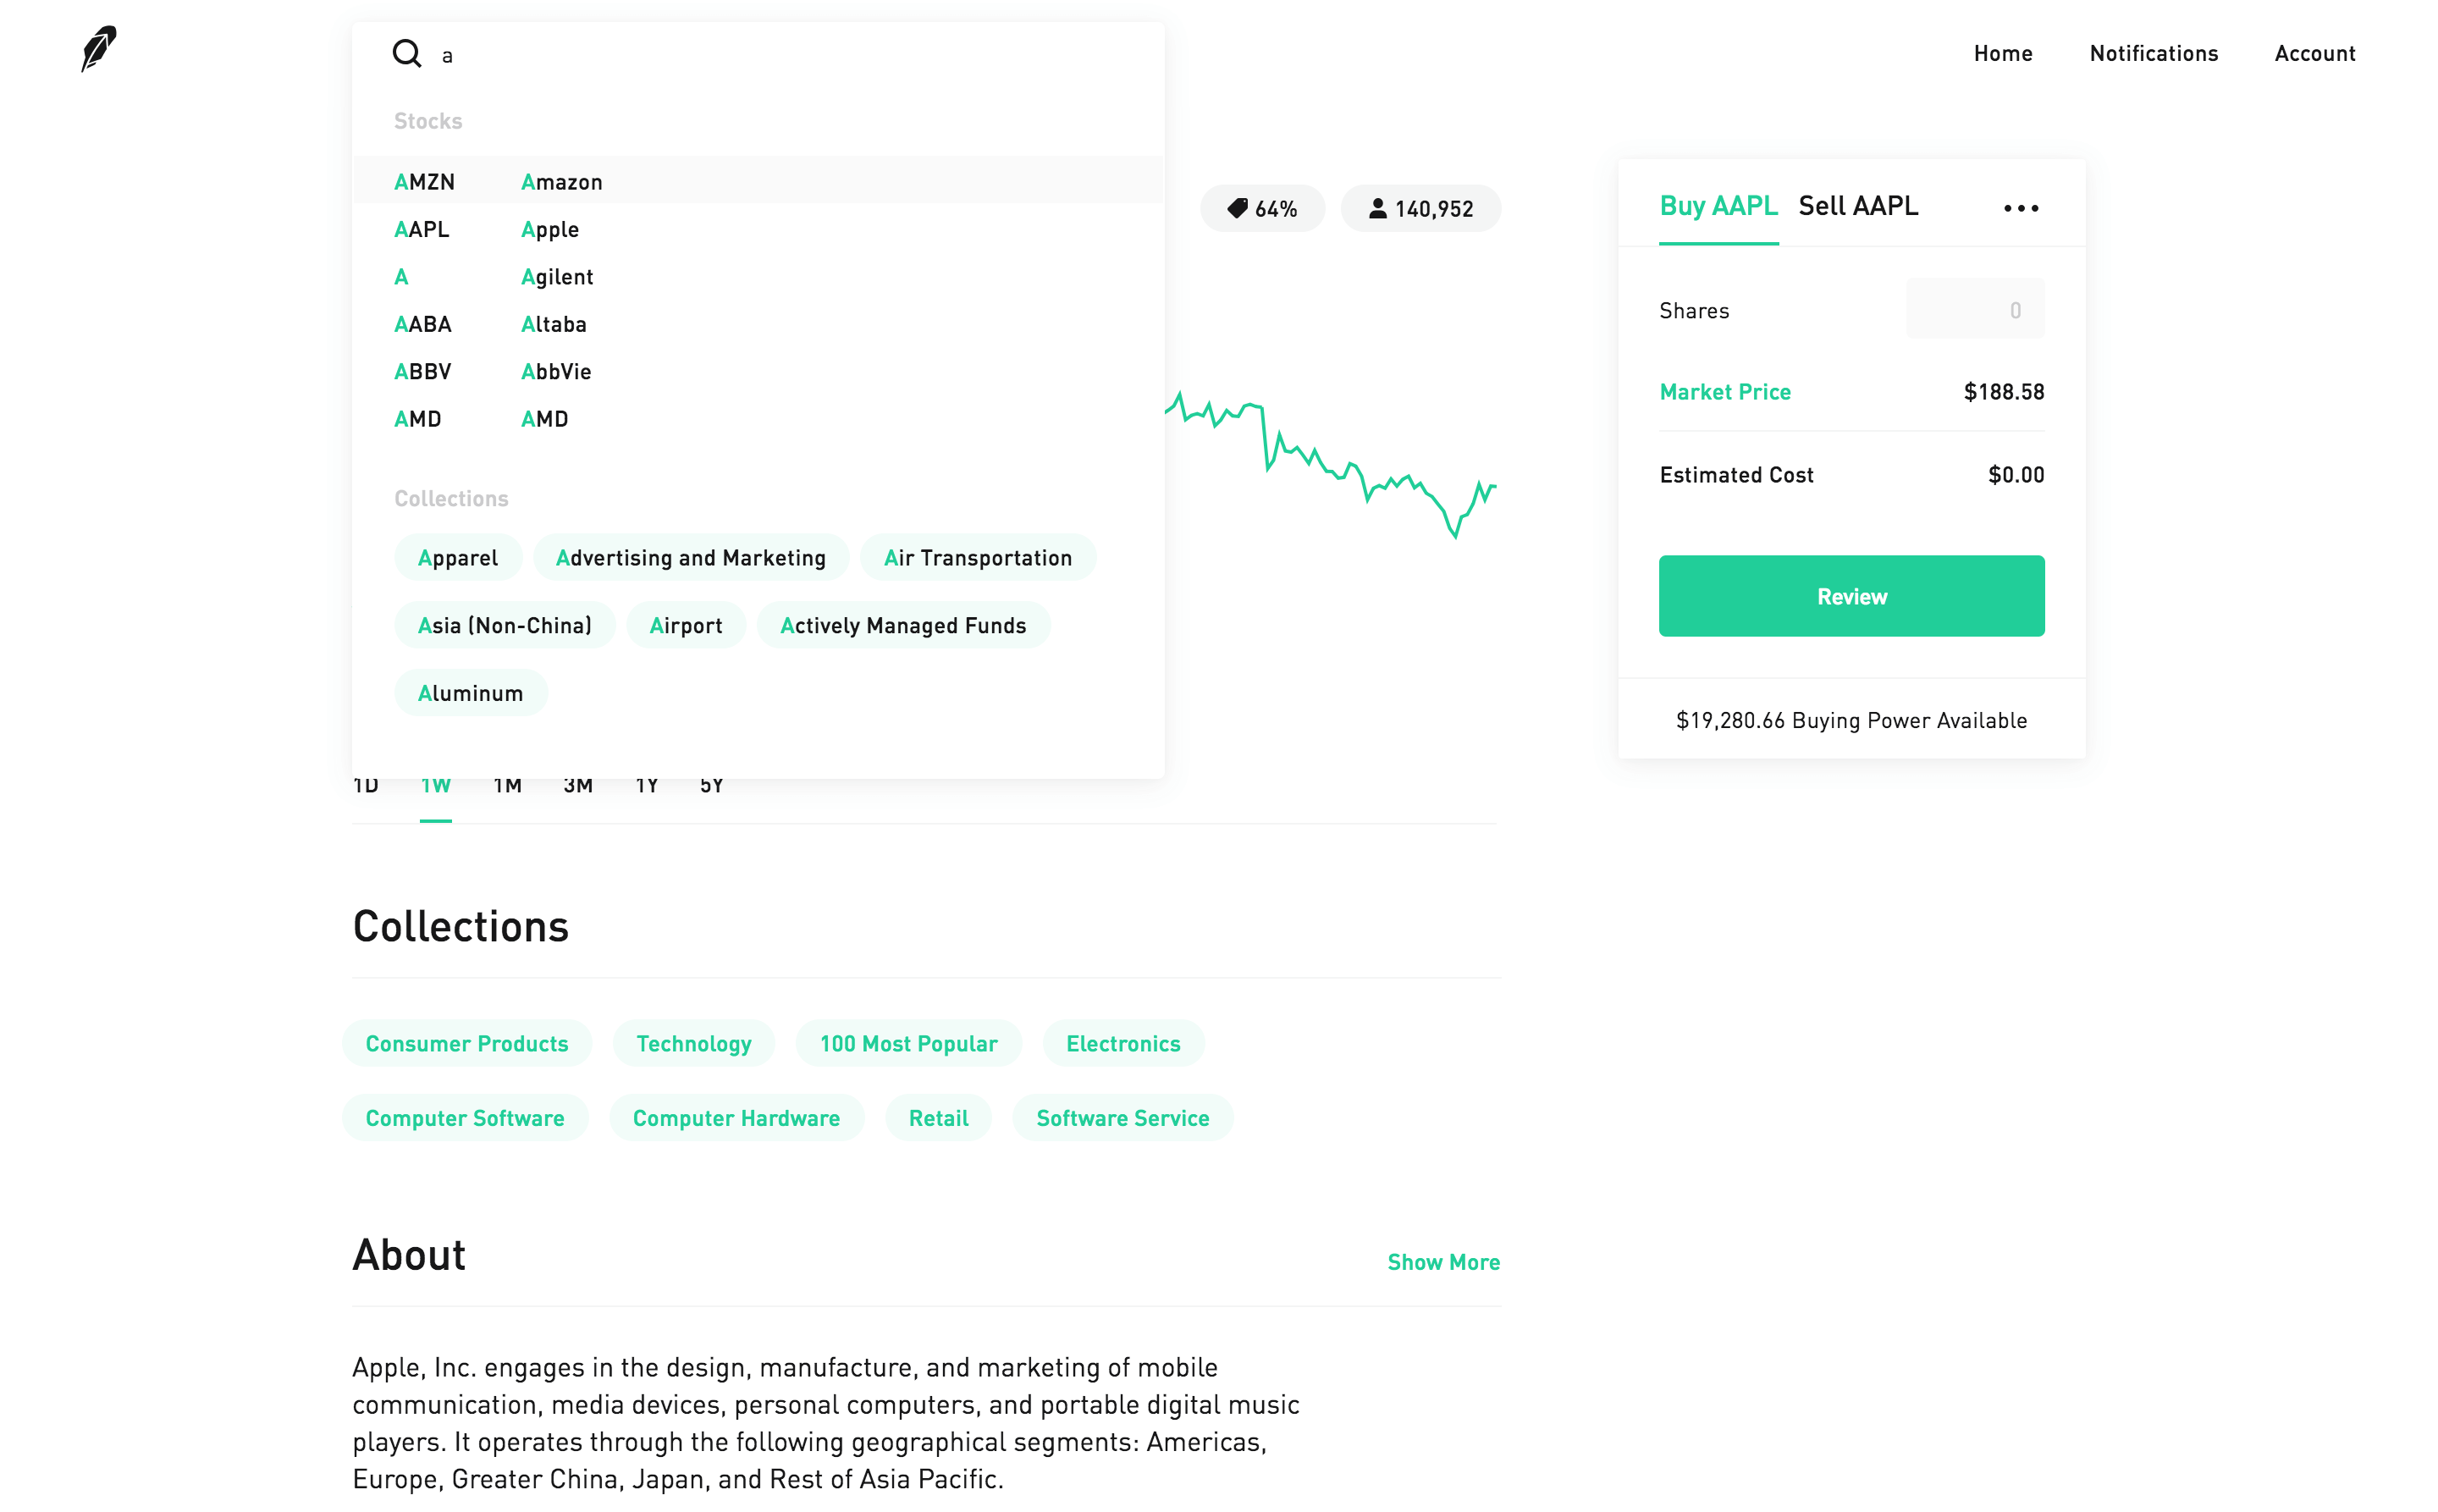 a
Home Notifications Account
Stocks
AMZN Amazon
AAPL Apple
A Agilent
AABA Altaba
ABBV AbbVie
AMD AMD
Collections
Apparel Advertising and Marketing Air Transportation
Asia (Non-China) Airport Actively Managed Funds
Aluminum
64% 140,952
Buy AAPL Sell AAPL
Shares 0
Market Price $188.58
Estimated Cost $0.00
Review
$19,280.66 Buying Power Available
1D 1W 1M 3M 1Y 5Y
Collections
Consumer Products Technology 100 Most Popular Electronics
Computer Software Computer Hardware Retail Software Service
About Show More
Apple, Inc. engages in the design, manufacture, and marketing of mobile
communication, media devices, personal computers, and portable digital music
players. It operates through the following geographical segments: Americas,
Europe, Greater China, Japan, and Rest of Asia Pacific.